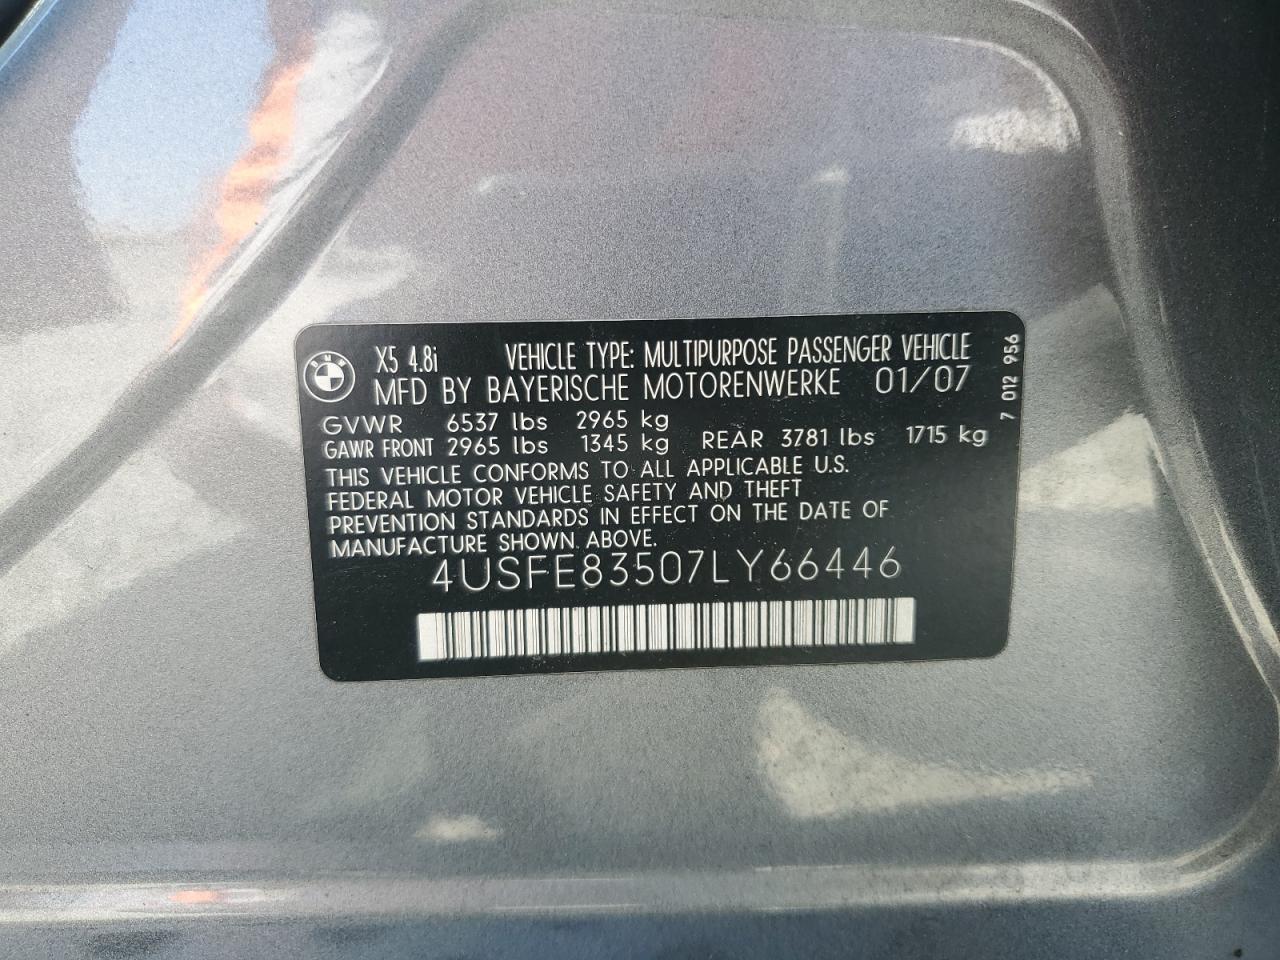 BMW
X5 4.8i VEHICLE TYPE: MULTIPURPOSE PASSENGER VEHICLE
MFD BY BAYERISCHE MOTORENWERKE 01/07
GVWR 6537 lbs 2965 kg
GAWR FRONT 2965 lbs 1345 kg REAR 3781 lbs 1715 kg
THIS VEHICLE CONFORMS TO ALL APPLICABLE U.S.
FEDERAL MOTOR VEHICLE SAFETY AND THEFT
PREVENTION STANDARDS IN EFFECT ON THE DATE OF
MANUFACTURE SHOWN ABOVE.
4USFE83507LY66446
7 012 956